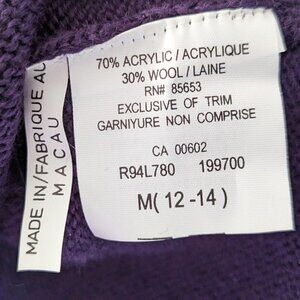 70% ACRYLIC / ACRYLIQUE
30% WOOL / LAINE
RN# 85653
EXCLUSIVE OF TRIM
GARNIYURE NON COMPRISE
CA 00602
R94L780 199700
M( 12 -14 )
MADE IN/FABRIQUE AU
MACAU